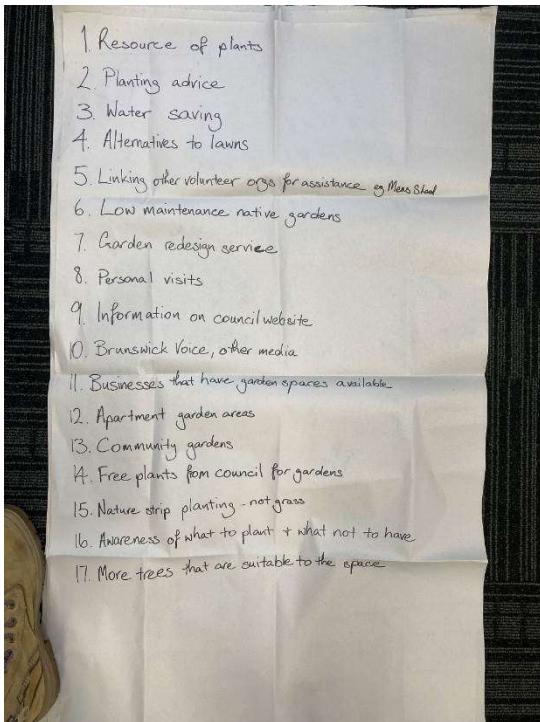 1. Resource of plants
2. Planting advice
3. Water saving
4. Alternatives to lawns
5. Linking other volunteer orgs for assistance eg Mens Shed
6. Low maintenance native gardens
7. Garden redesign service
8. Personal visits
9. Information on council website
10. Brunswick Voice, other media
11. Businesses that have garden spaces available
12. Apartment garden areas
13. Community gardens
14. Free plants from council for gardens
15. Nature strip planting - not grass
16. Awareness of what to plant + what not to have
17. More trees that are suitable to the space